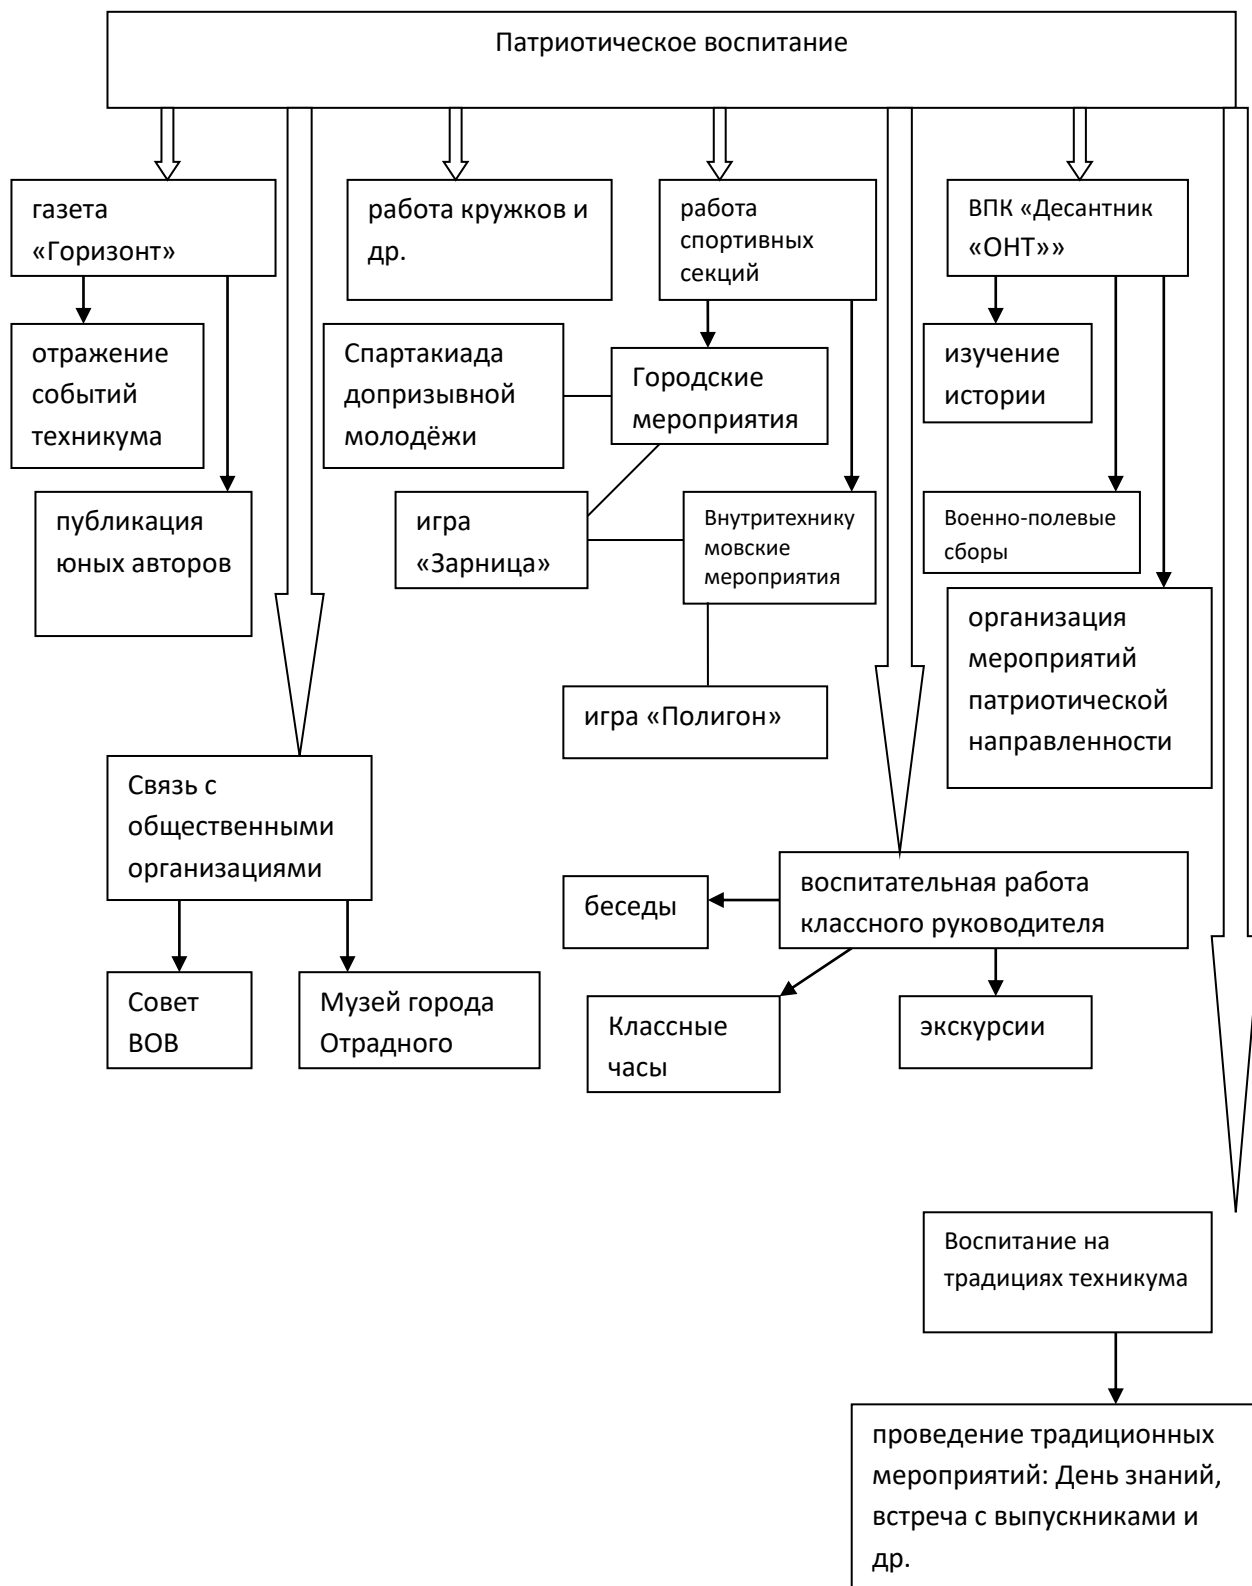 Патриотическое воспитание
газета
«Горизонт»
работа кружков и
др.
работа
спортивных
секций
ВПК «Десантник
«ОНТ»»
отражение
событий
техникума
Спартакиада
допризывной
молодёжи
Городские
мероприятия
изучение
истории
публикация
юных авторов
игра
«Зарница»
Внутритехнику
мовские
мероприятия
Военно-полевые
сборы
организация
мероприятий
патриотической
направленности
игра «Полигон»
Связь с
общественными
организациями
воспитательная работа
классного руководителя
беседы
Совет
ВОВ
Музей города
Отрадного
Классные
часы
экскурсии
Воспитание на
традициях техникума
проведение традиционных
мероприятий: День знаний,
встреча с выпускниками и
др.